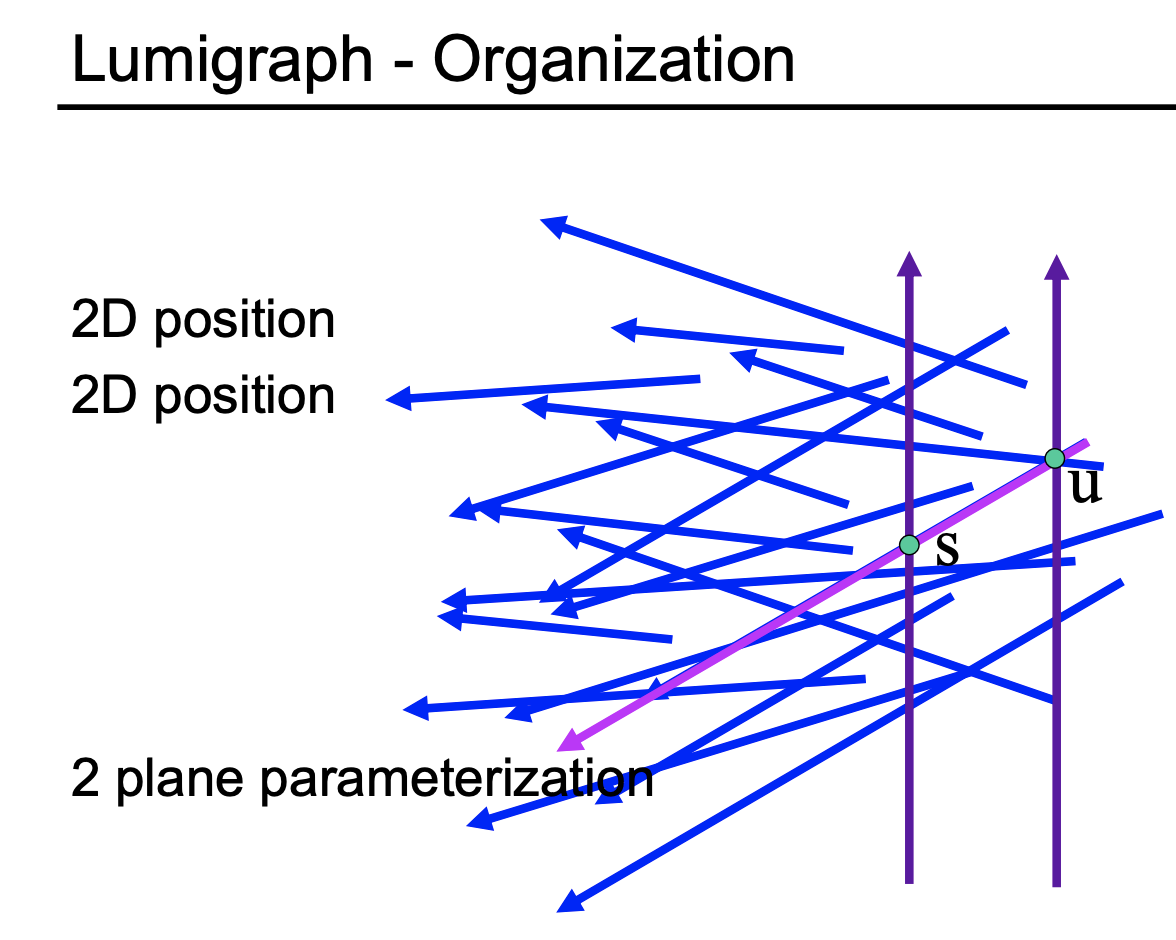 Lumigraph - Organization
2D position
2D position
u
s
2 plane parameterization